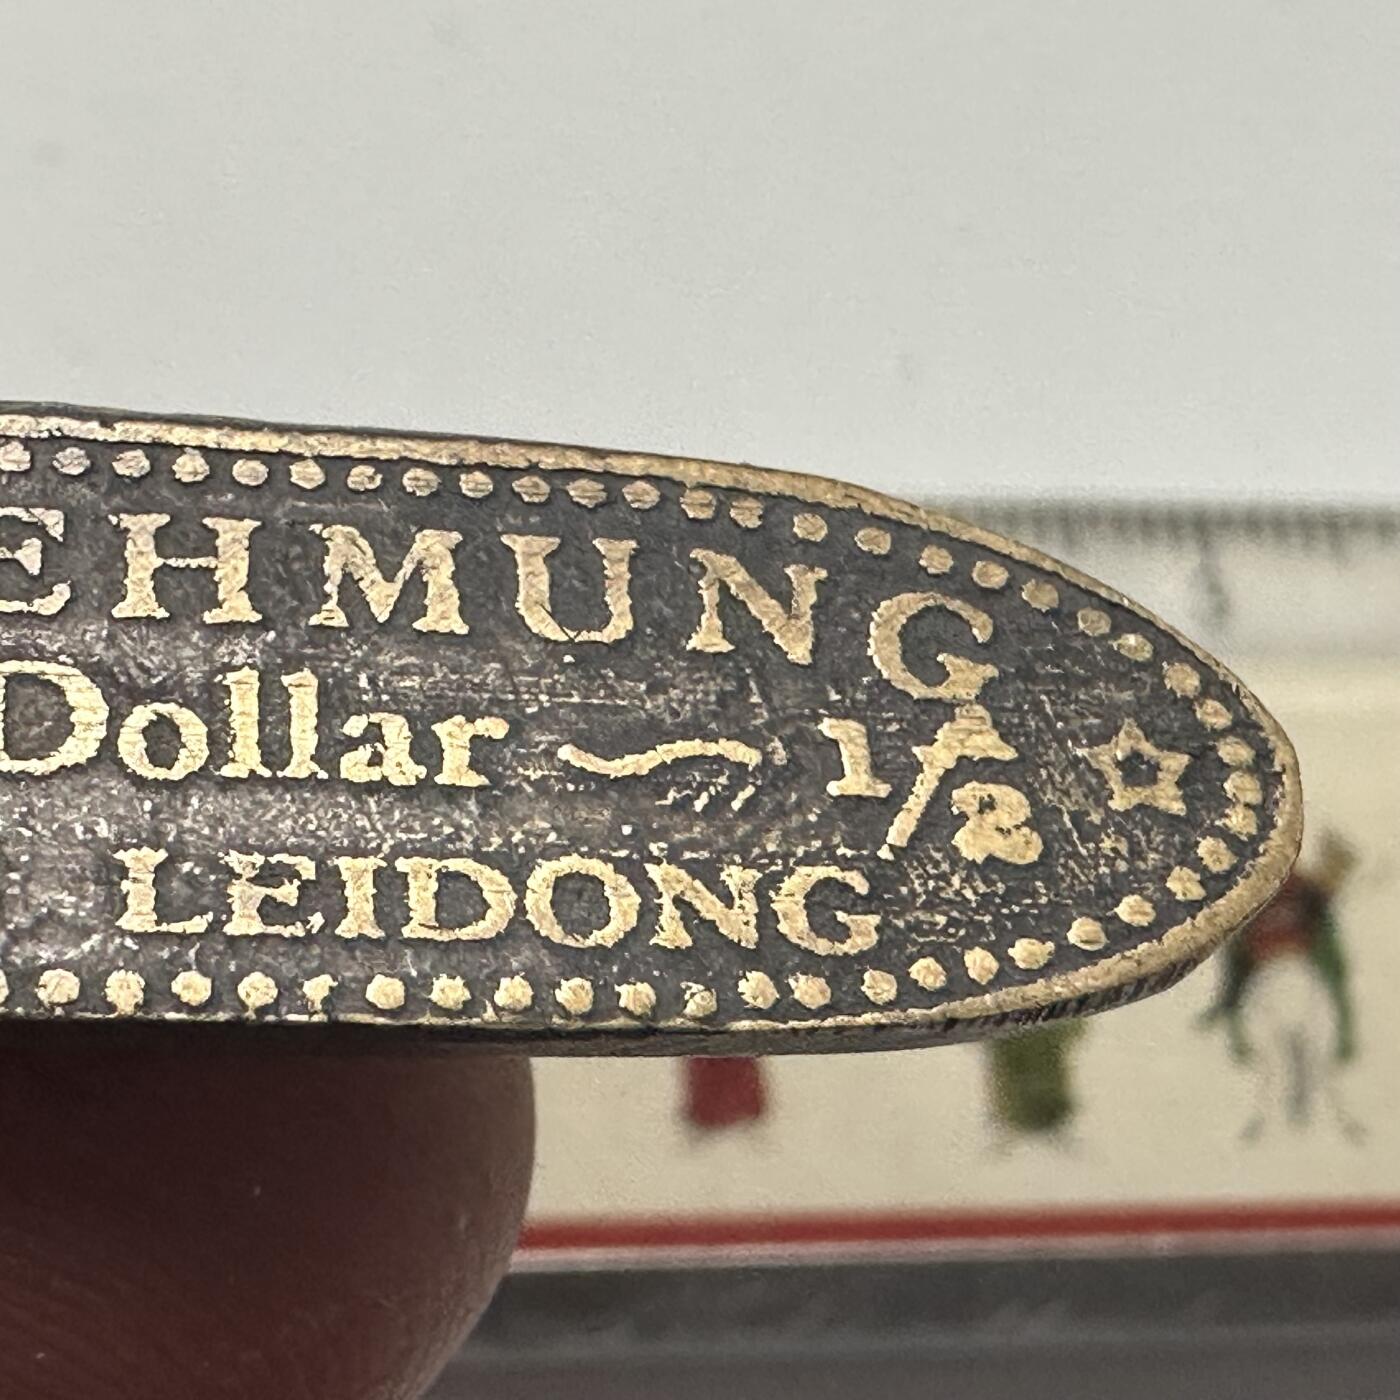 EHMUNG
Dollar ~ 1/2 ☆
LEIDONG